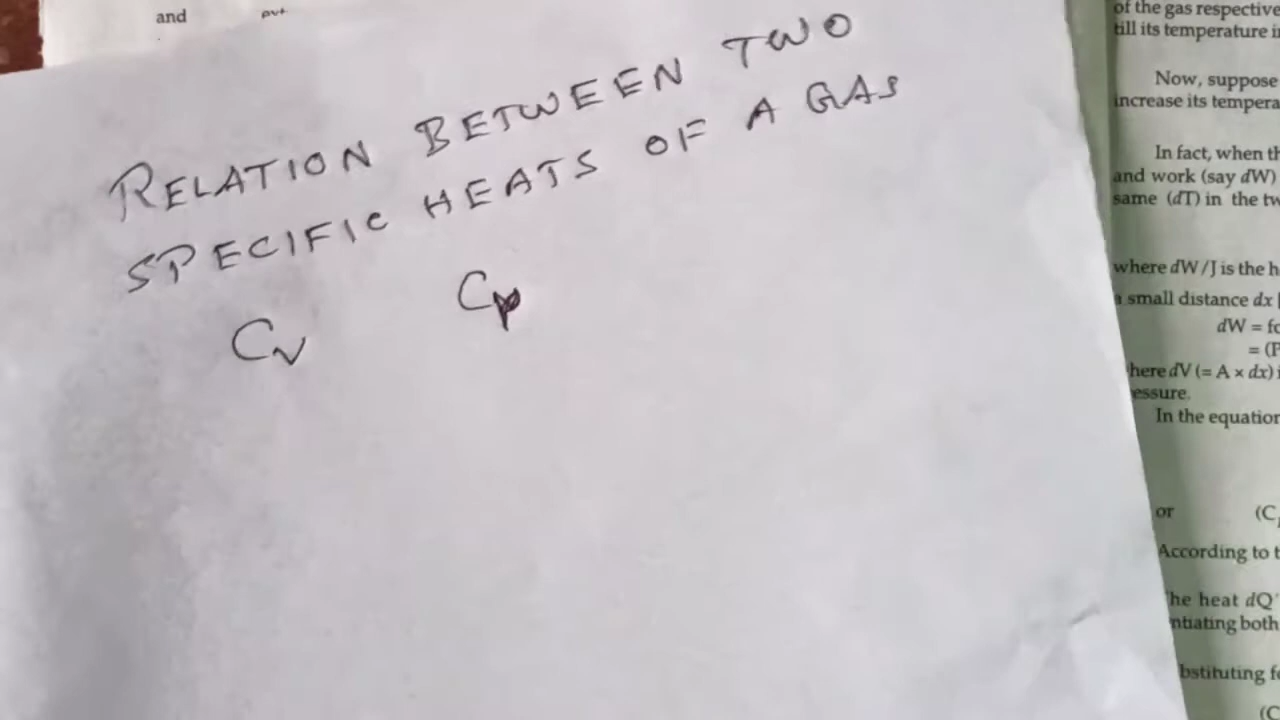 and
put
RELATION BETWEEN TWO
SPECIFIC HEATS OF A GAS
Cv Cp
of the gas respective
till its temperature
Now, suppose
increase its tempera
In fact, when th
and work (say dW)
same (dT) in the tw
where dW/J is the h
a small distance dx
dW = fo
= (P
here dV (= A × dx) i
essure.
In the equation
or (C
According to t
he heat dQ'
ntiating both
bstituting f
(C